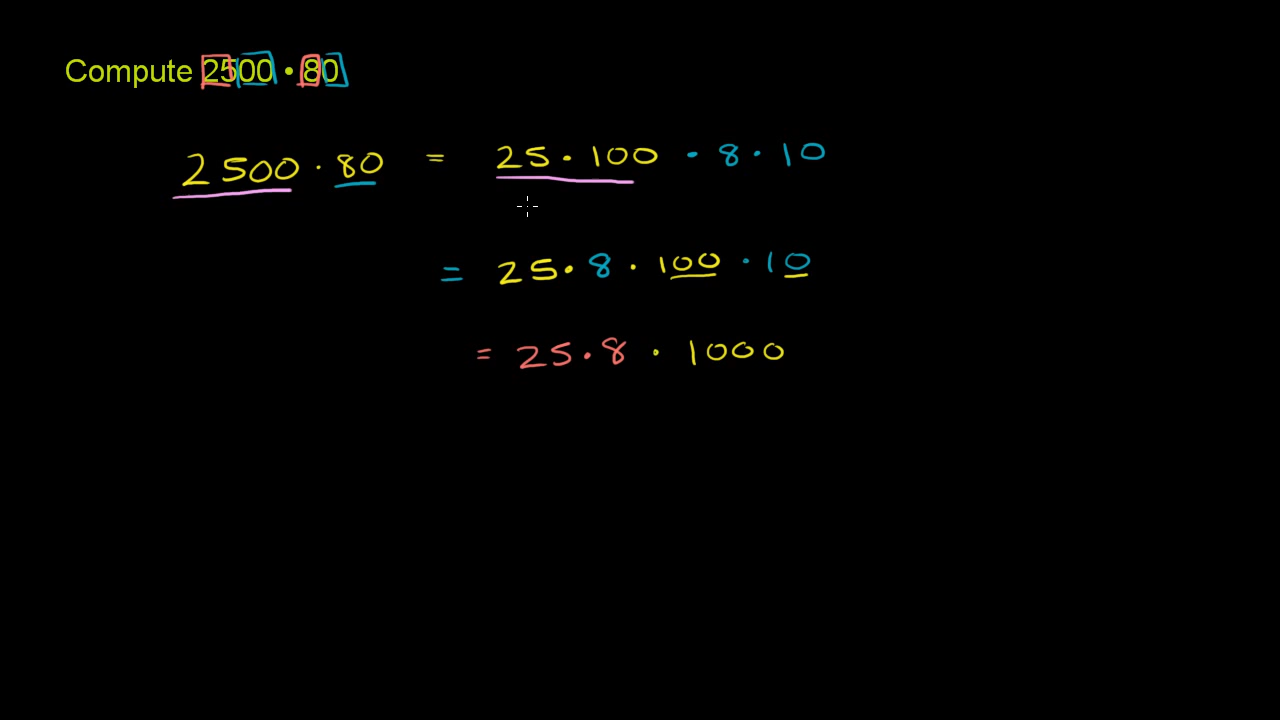 Compute 2500 • 80
2500 · 80 = 25 · 100 · 8 · 10
= 25 · 8 · 100 · 10
= 25 · 8 · 1000